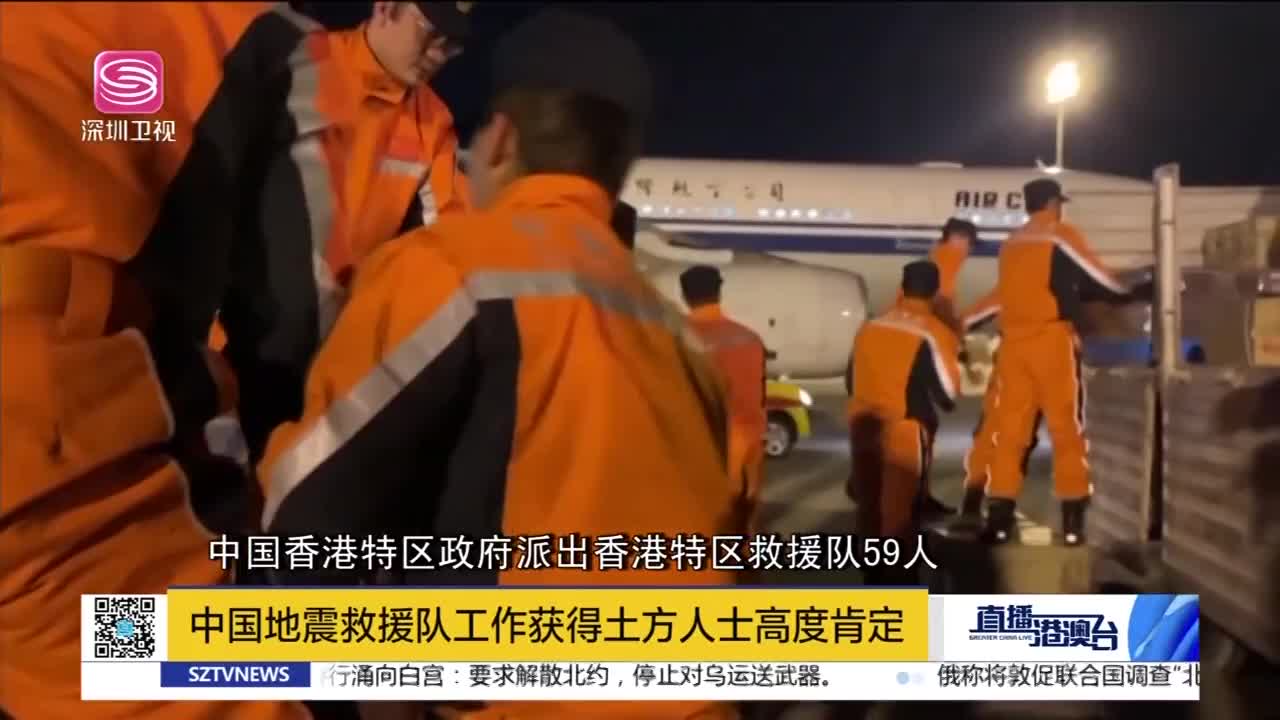 深圳卫视
AIR C
中国香港特区政府派出香港特区救援队59人
中国地震救援队工作获得土方人士高度肯定
直播港澳台
GREATER CHINA LIVE
SZTVNEWS
行涌向白宫：要求解散北约，停止对乌运送武器。
俄称将敦促联合国调查“北